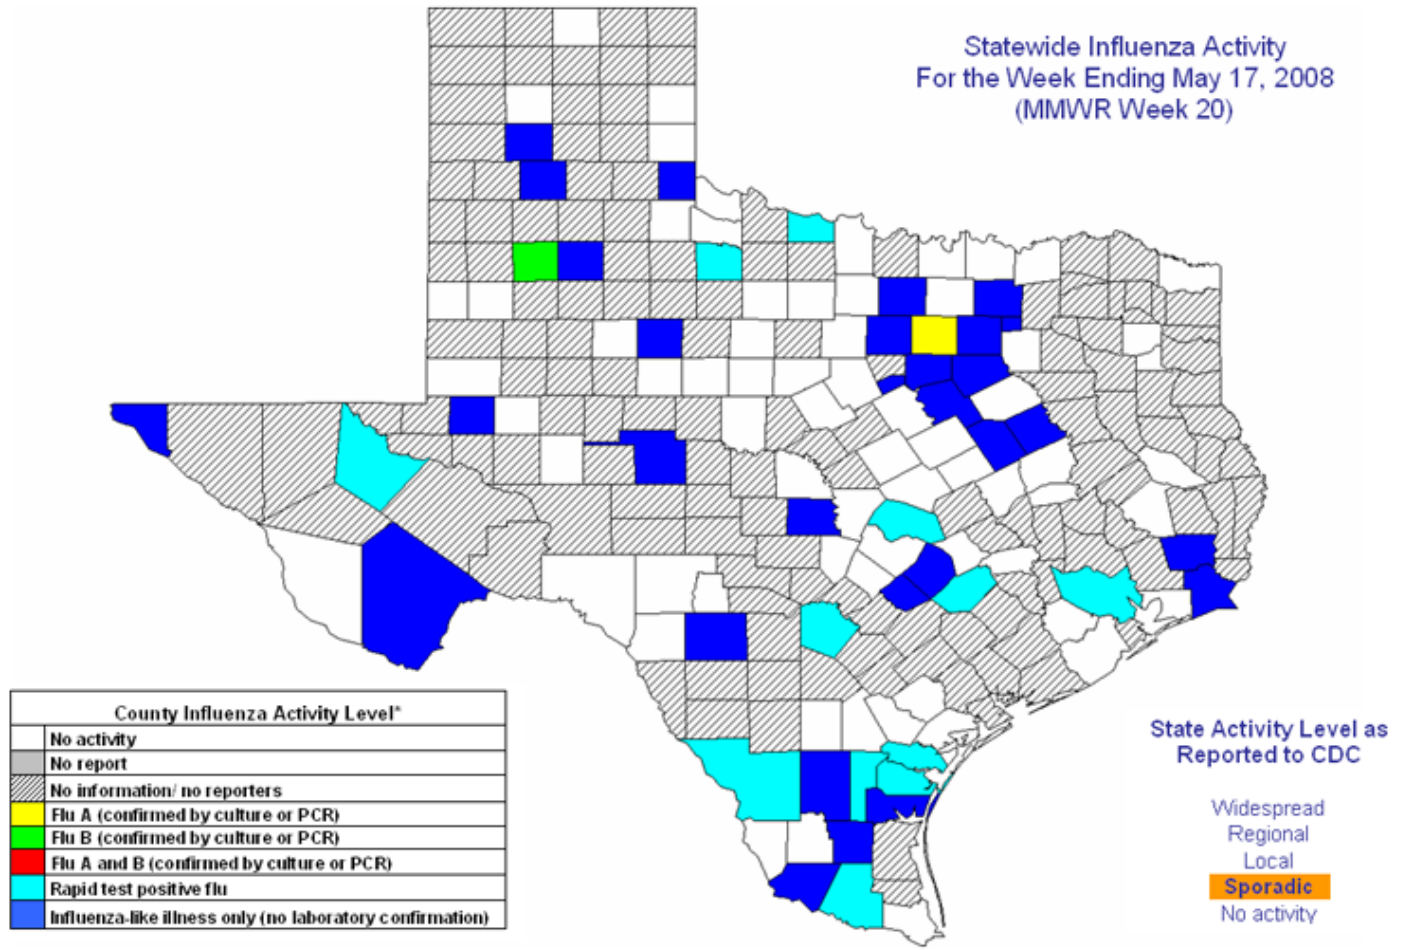 Statewide Influenza Activity
For the Week Ending May 17, 2008
(MMWR Week 20)
County Influenza Activity Level*
No activity
No report
No information/ no reporters
Flu A (confirmed by culture or PCR)
Flu B (confirmed by culture or PCR)
Flu A and B (confirmed by culture or PCR)
Rapid test positive flu
Influenza-like illness only (no laboratory confirmation)
State Activity Level as
Reported to CDC
Widespread
Regional
Local
Sporadic
No activity